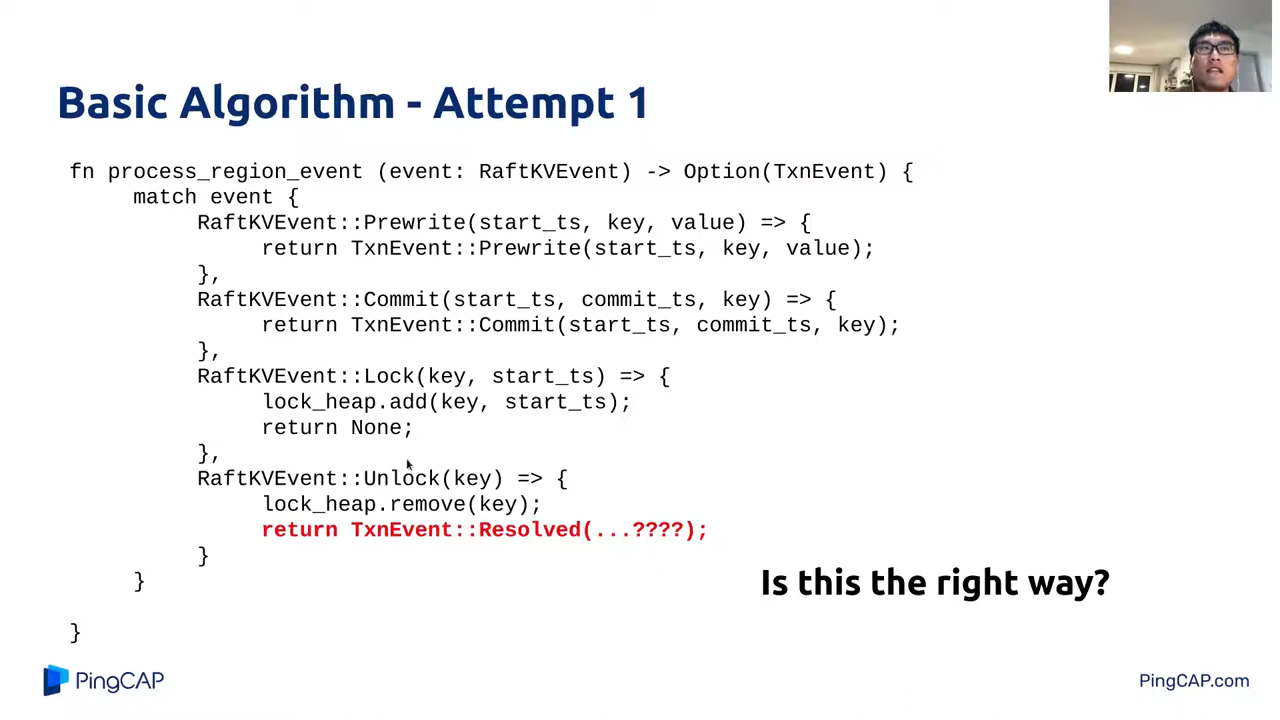 Basic Algorithm - Attempt 1
fn process_region_event (event: RaftKVEvent) -> Option(TxnEvent) {
match event {
RaftKVEvent::Prewrite(start_ts, key, value) => {
return TxnEvent::Prewrite(start_ts, key, value);
},
RaftKVEvent::Commit(start_ts, commit_ts, key) => {
return TxnEvent::Commit(start_ts, commit_ts, key);
},
RaftKVEvent::Lock(key, start_ts) => {
lock_heap.add(key, start_ts);
return None;
},
RaftKVEvent::Unlock(key) => {
lock_heap.remove(key);
return TxnEvent::Resolved(...????);
}
}
}
Is this the right way?
PingCAP
PingCAP.com